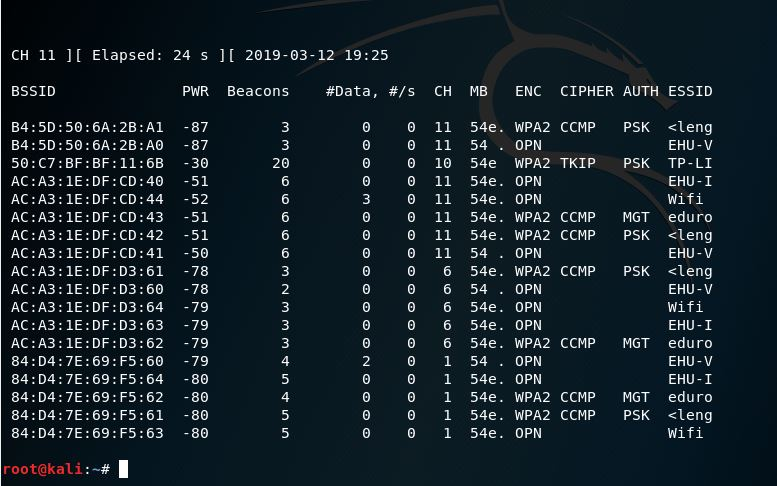 CH 11 ][ Elapsed: 24 s ][ 2019-03-12 19:25
BSSID PWR Beacons #Data, #/s CH MB ENC CIPHER AUTH ESSID
B4:5D:50:6A:2B:A1 -87 3 0 0 11 54e. WPA2 CCMP PSK <leng
B4:5D:50:6A:2B:A0 -87 3 0 0 11 54 . OPN EHU-V
50:C7:BF:BF:11:6B -30 20 0 0 10 54e WPA2 TKIP PSK TP-LI
AC:A3:1E:DF:CD:40 -51 6 0 0 11 54e. OPN EHU-I
AC:A3:1E:DF:CD:44 -52 6 3 0 11 54e. OPN Wifi
AC:A3:1E:DF:CD:43 -51 6 0 0 11 54e. WPA2 CCMP MGT eduro
AC:A3:1E:DF:CD:42 -51 6 0 0 11 54e. WPA2 CCMP PSK <leng
AC:A3:1E:DF:CD:41 -50 6 0 0 11 54 . OPN EHU-V
AC:A3:1E:DF:D3:61 -78 3 0 0 6 54e. WPA2 CCMP PSK <leng
AC:A3:1E:DF:D3:60 -78 2 0 0 6 54 . OPN EHU-V
AC:A3:1E:DF:D3:64 -79 3 0 0 6 54e. OPN Wifi
AC:A3:1E:DF:D3:63 -79 3 0 0 6 54e. OPN EHU-I
AC:A3:1E:DF:D3:62 -79 3 0 0 6 54e. WPA2 CCMP MGT eduro
84:D4:7E:69:F5:60 -79 4 2 0 1 54 . OPN EHU-V
84:D4:7E:69:F5:64 -80 5 0 0 1 54e. OPN EHU-I
84:D4:7E:69:F5:62 -80 4 0 0 1 54e. WPA2 CCMP MGT eduro
84:D4:7E:69:F5:61 -80 5 0 0 1 54e. WPA2 CCMP PSK <leng
84:D4:7E:69:F5:63 -80 5 0 0 1 54e. OPN Wifi
root@kali:~#